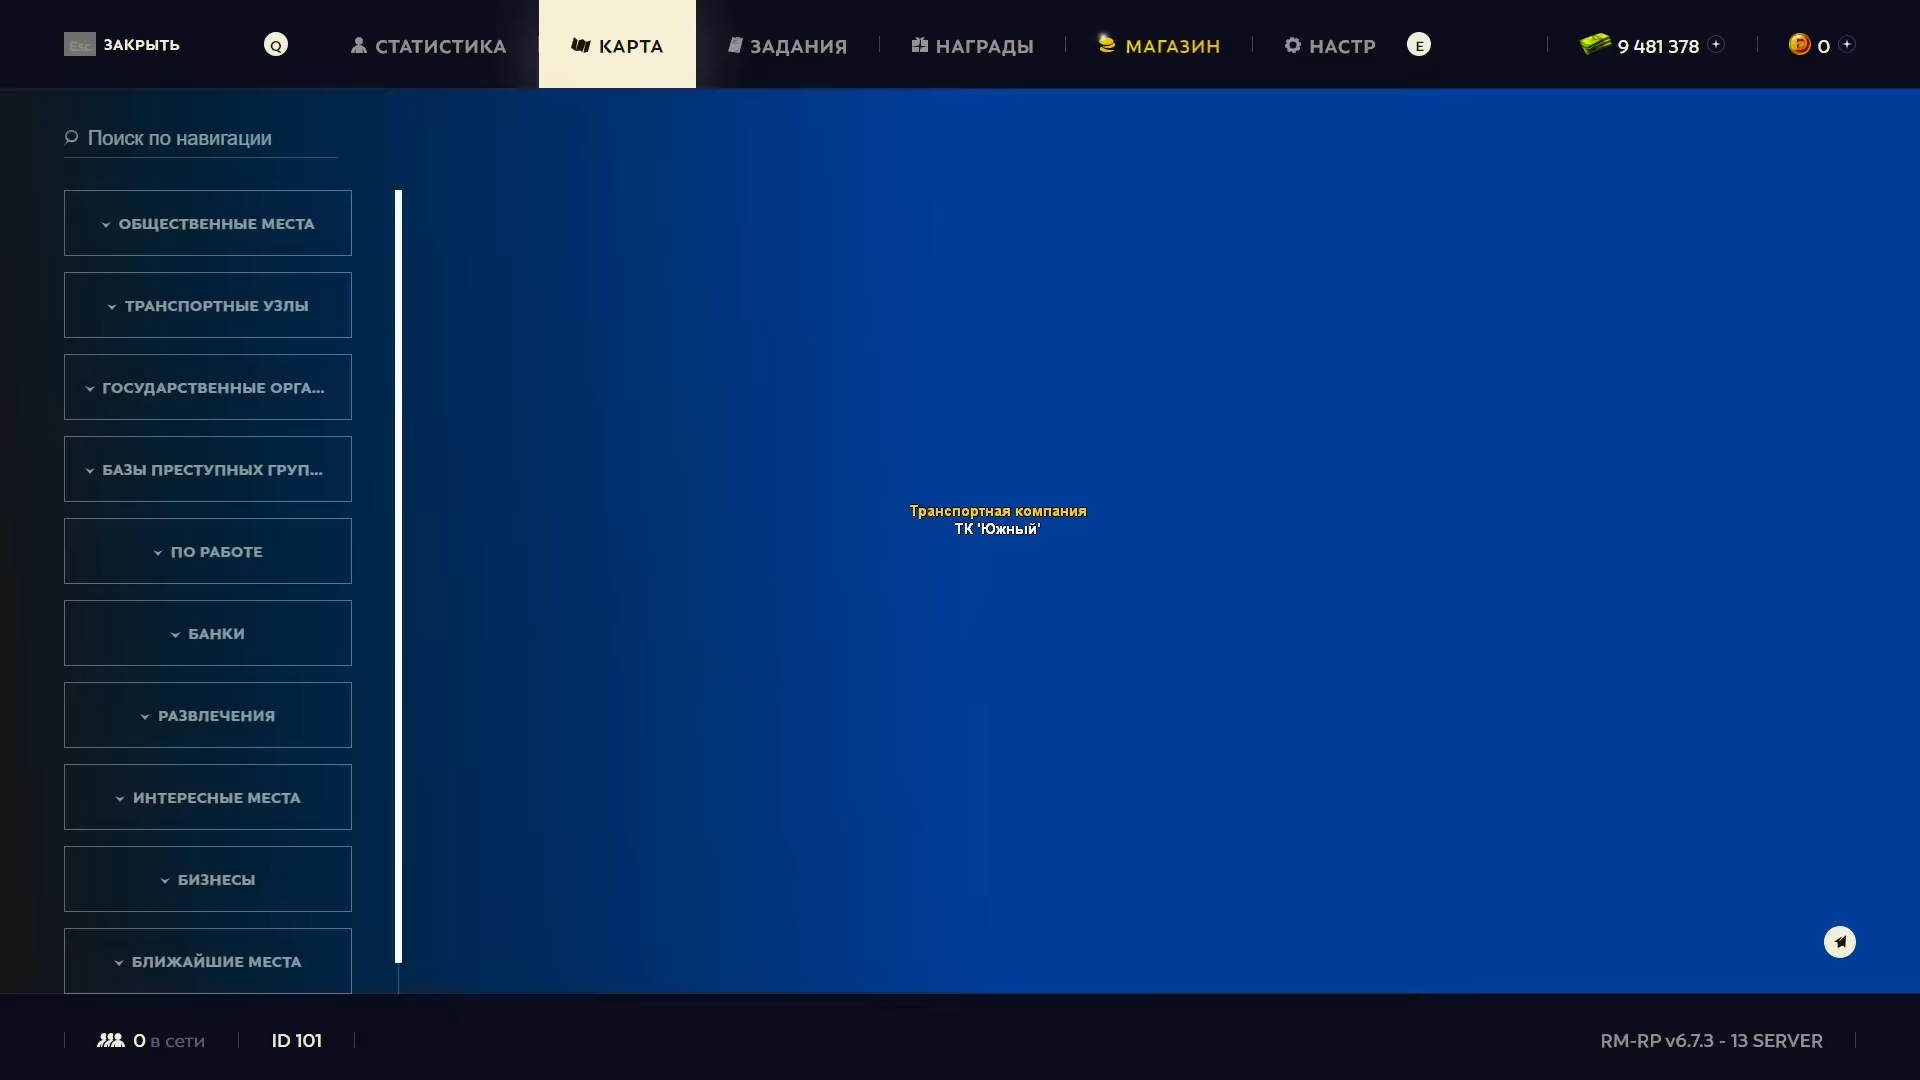 Esc ЗАКРЫТЬ
Q
СТАТИСТИКА
КАРТА
ЗАДАНИЯ
НАГРАДЫ
МАГАЗИН
НАСТР
E
9 481 378
0
Поиск по навигации
ОБЩЕСТВЕННЫЕ МЕСТА
ТРАНСПОРТНЫЕ УЗЛЫ
ГОСУДАРСТВЕННЫЕ ОРГА...
БАЗЫ ПРЕСТУПНЫХ ГРУП...
ПО РАБОТЕ
БАНКИ
РАЗВЛЕЧЕНИЯ
ИНТЕРЕСНЫЕ МЕСТА
БИЗНЕСЫ
БЛИЖАЙШИЕ МЕСТА
Транспортная компания
ТК 'Южный'
0 в сети
ID 101
RM-RP v6.7.3 - 13 SERVER